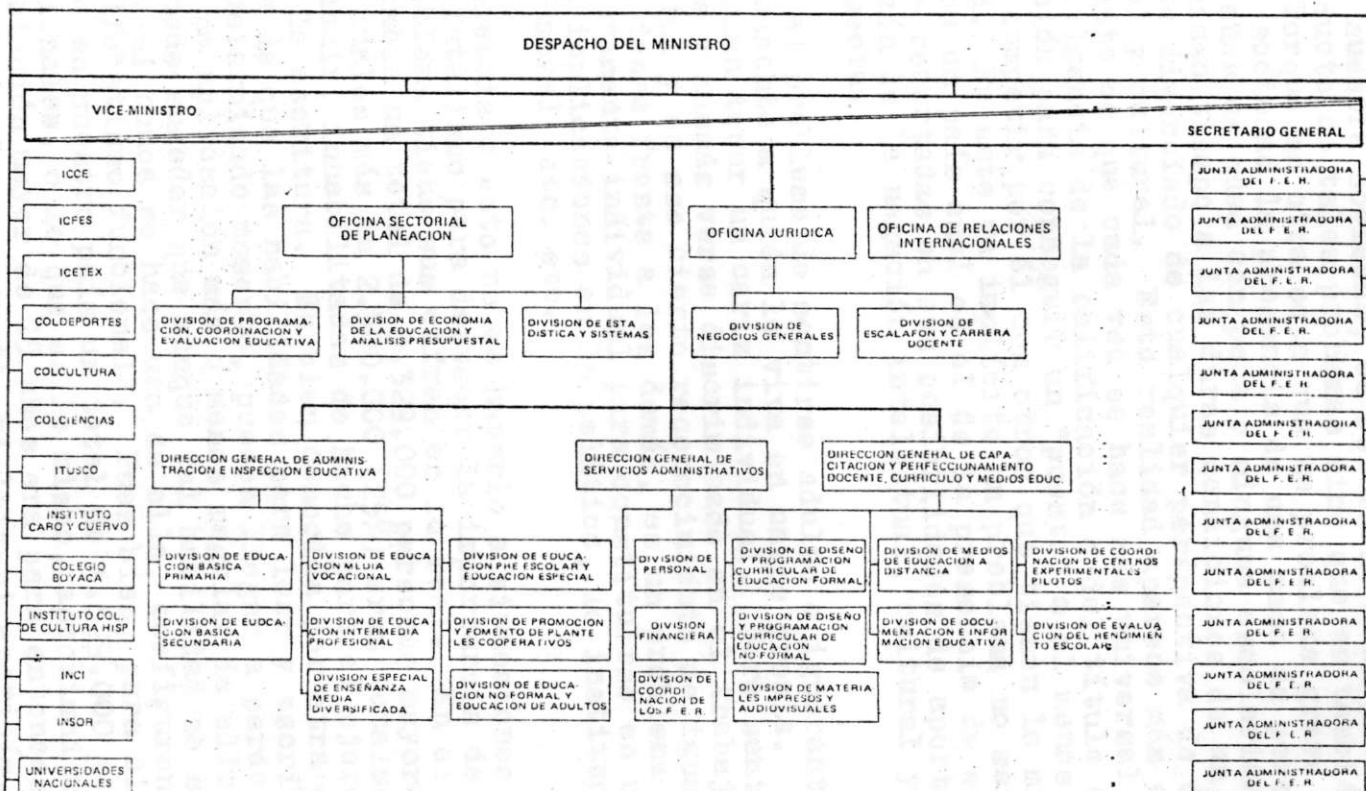 DESPACHO DEL MINISTRO
VICE-MINISTRO
SECRETARIO GENERAL
ICCE
ICFES
ICETEX
COLDEPORTES
COLCULTURA
COLCIENCIAS
ITUSCO
INSTITUTO
CARO Y CUERVO
COLEGIO
BOYACA
INSTITUTO COL.
DE CULTURA HISP
INCI
INSOR
UNIVERSIDADES
NACIONALES
OFICINA SECTORIAL
DE PLANEACION
OFICINA JURIDICA
OFICINA DE RELACIONES
INTERNACIONALES
DIVISION DE PROGRAMA-
CION, COORDINACION Y
EVALUACION EDUCATIVA
DIVISION DE ECONOMIA
DE LA EDUCACION Y
ANALISIS PRESUPUESTAL
DIVISION DE ESTA
DISTICA Y SISTEMAS
DIVISION DE
NEGOCIOS GENERALES
DIVISION DE
ESCALAFON Y CARRERA
DOCENTE
DIRECCION GENERAL DE ADMINIS-
TRACION E INSPECCION EDUCATIVA
DIRECCION GENERAL DE
SERVICIOS ADMINISTRATIVOS
DIRECCION GENERAL DE CAPA-
CITACION Y PERFECCIONAMIENTO
DOCENTE, CURRICULO Y MEDIOS EDUC.
DIVISION DE EDUCA-
CION BASICA
PRIMARIA
DIVISION DE EDUCA
CION MEDIA
VOCACIONAL
DIVISION DE EDUCA-
CION PRE ESCOLAR Y
EDUCACION ESPECIAL
DIVISION DE
PERSONAL
DIVISION DE DISEÑO
Y PROGRAMACION
CURRICULAR DE
EDUCACION FORMAL
DIVISION DE MEDIOS
DE EDUCACION A
DISTANCIA
DIVISION DE COORDI
NACION DE CENTROS
EXPERIMENTALES
PILOTOS
DIVISION DE EUDCA-
CION BASICA
SECUNDARIA
DIVISION DE EDUCA
CION INTERMEDIA
PROFESIONAL
DIVISION DE PROMOCION
Y FOMENTO DE PLANTE
LES COOPERATIVOS
DIVISION
FINANCIERA
DIVISION DE DISEÑO
Y PROGRAMACION
CURRICULAR DE
EDUCACION
NO FORMAL
DIVISION DE DOCU-
MENTACION E INFOR
MACION EDUCATIVA
DIVISION DE EVALUA
CION DEL RENDIMIEN
TO ESCOLAR
DIVISION ESPECIAL
DE ENSEÑANZA
MEDIA
DIVERSIFICADA
DIVISION DE EDUCA-
CION NO FORMAL Y
EDUCACION DE ADULTOS
DIVISION
DE COORDI
NACION DE
LOS F. E. R.
DIVISION DE MATERIA
LES IMPRESOS Y
AUDIOVISUALES
JUNTA ADMINISTRADORA
DEL F. E. R.
JUNTA ADMINISTRADORA
DEL F. E. R.
JUNTA ADMINISTRADORA
DEL F. E. R.
JUNTA ADMINISTRADORA
DEL F. E. R.
JUNTA ADMINISTRADORA
DEL F. E. R.
JUNTA ADMINISTRADORA
DEL F. E. R.
JUNTA ADMINISTRADORA
DEL F. E. R.
JUNTA ADMINISTRADORA
DEL F. E. R.
JUNTA ADMINISTRADORA
DEL F. E. R.
JUNTA ADMINISTRADORA
DEL F. E. R.
JUNTA ADMINISTRADORA
DEL F. E. R.
JUNTA ADMINISTRADORA
DEL F. E. R.
JUNTA ADMINISTRADORA
DEL F. E. R.